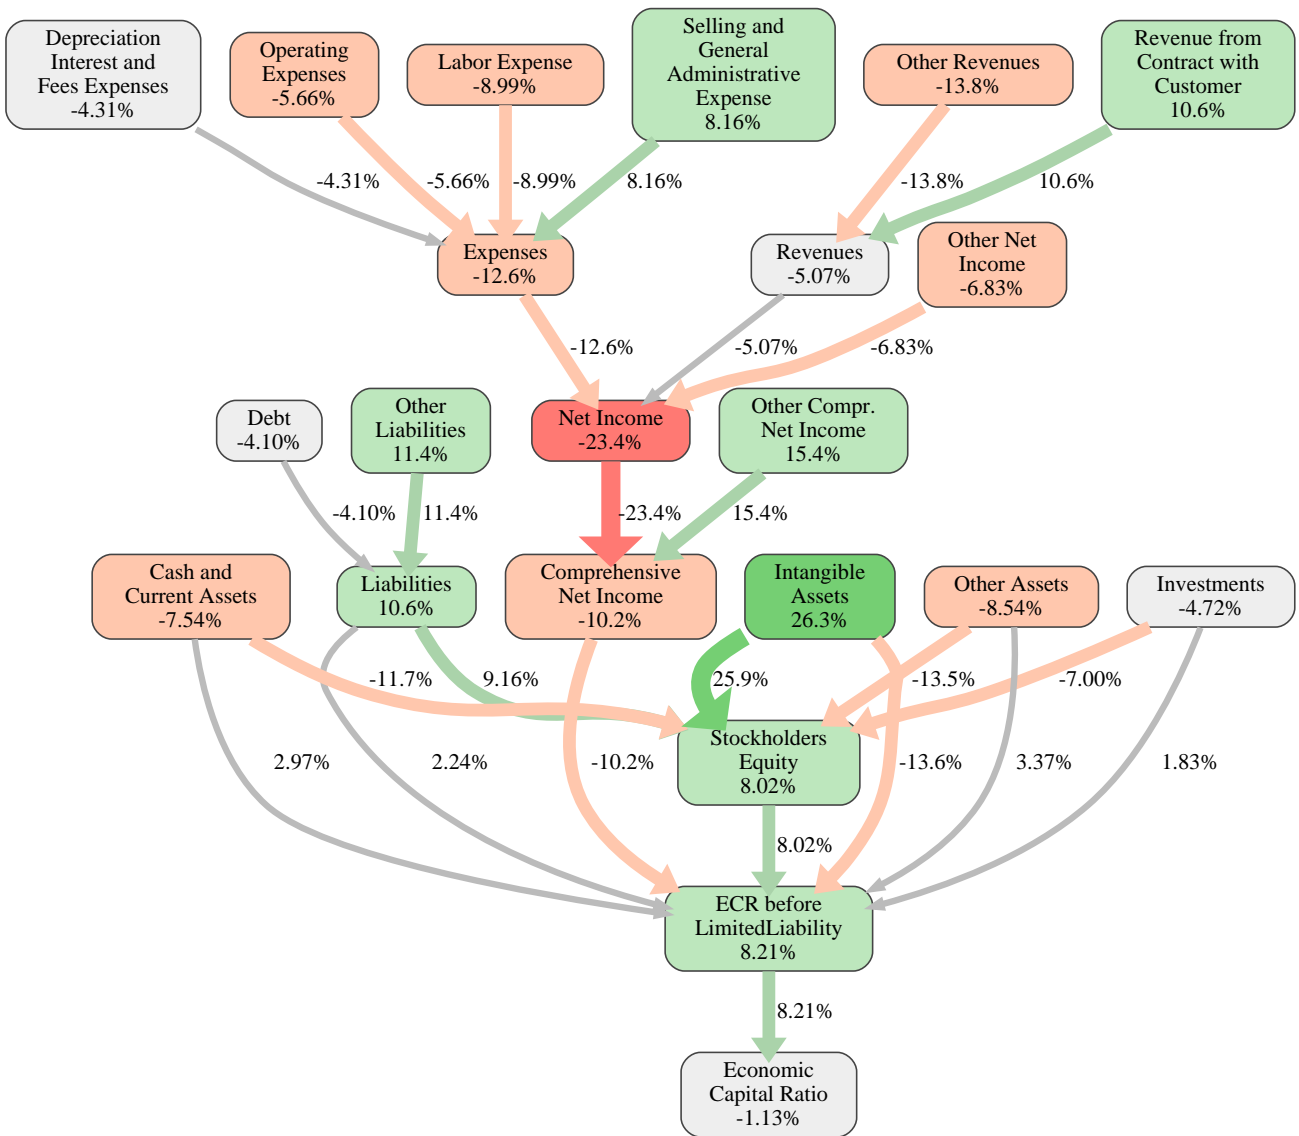 Depreciation
Interest and
Fees Expenses
-4.31%
Operating
Expenses
-5.66%
Labor Expense
-8.99%
Selling and
General
Administrative
Expense
8.16%
Other Revenues
-13.8%
Revenue from
Contract with
Customer
10.6%
-4.31%
-5.66%
-8.99%
8.16%
-13.8%
10.6%
Expenses
-12.6%
Revenues
-5.07%
Other Net
Income
-6.83%
-12.6%
-5.07%
-6.83%
Debt
-4.10%
Other
Liabilities
11.4%
Net Income
-23.4%
Other Compr.
Net Income
15.4%
-4.10%
11.4%
-23.4%
15.4%
Cash and
Current Assets
-7.54%
Liabilities
10.6%
Comprehensive
Net Income
-10.2%
Intangible
Assets
26.3%
Other Assets
-8.54%
Investments
-4.72%
-11.7%
9.16%
25.9%
-13.5%
-7.00%
Stockholders
Equity
8.02%
2.97%
2.24%
-10.2%
-13.6%
3.37%
1.83%
8.02%
ECR before
LimitedLiability
8.21%
8.21%
Economic
Capital Ratio
-1.13%